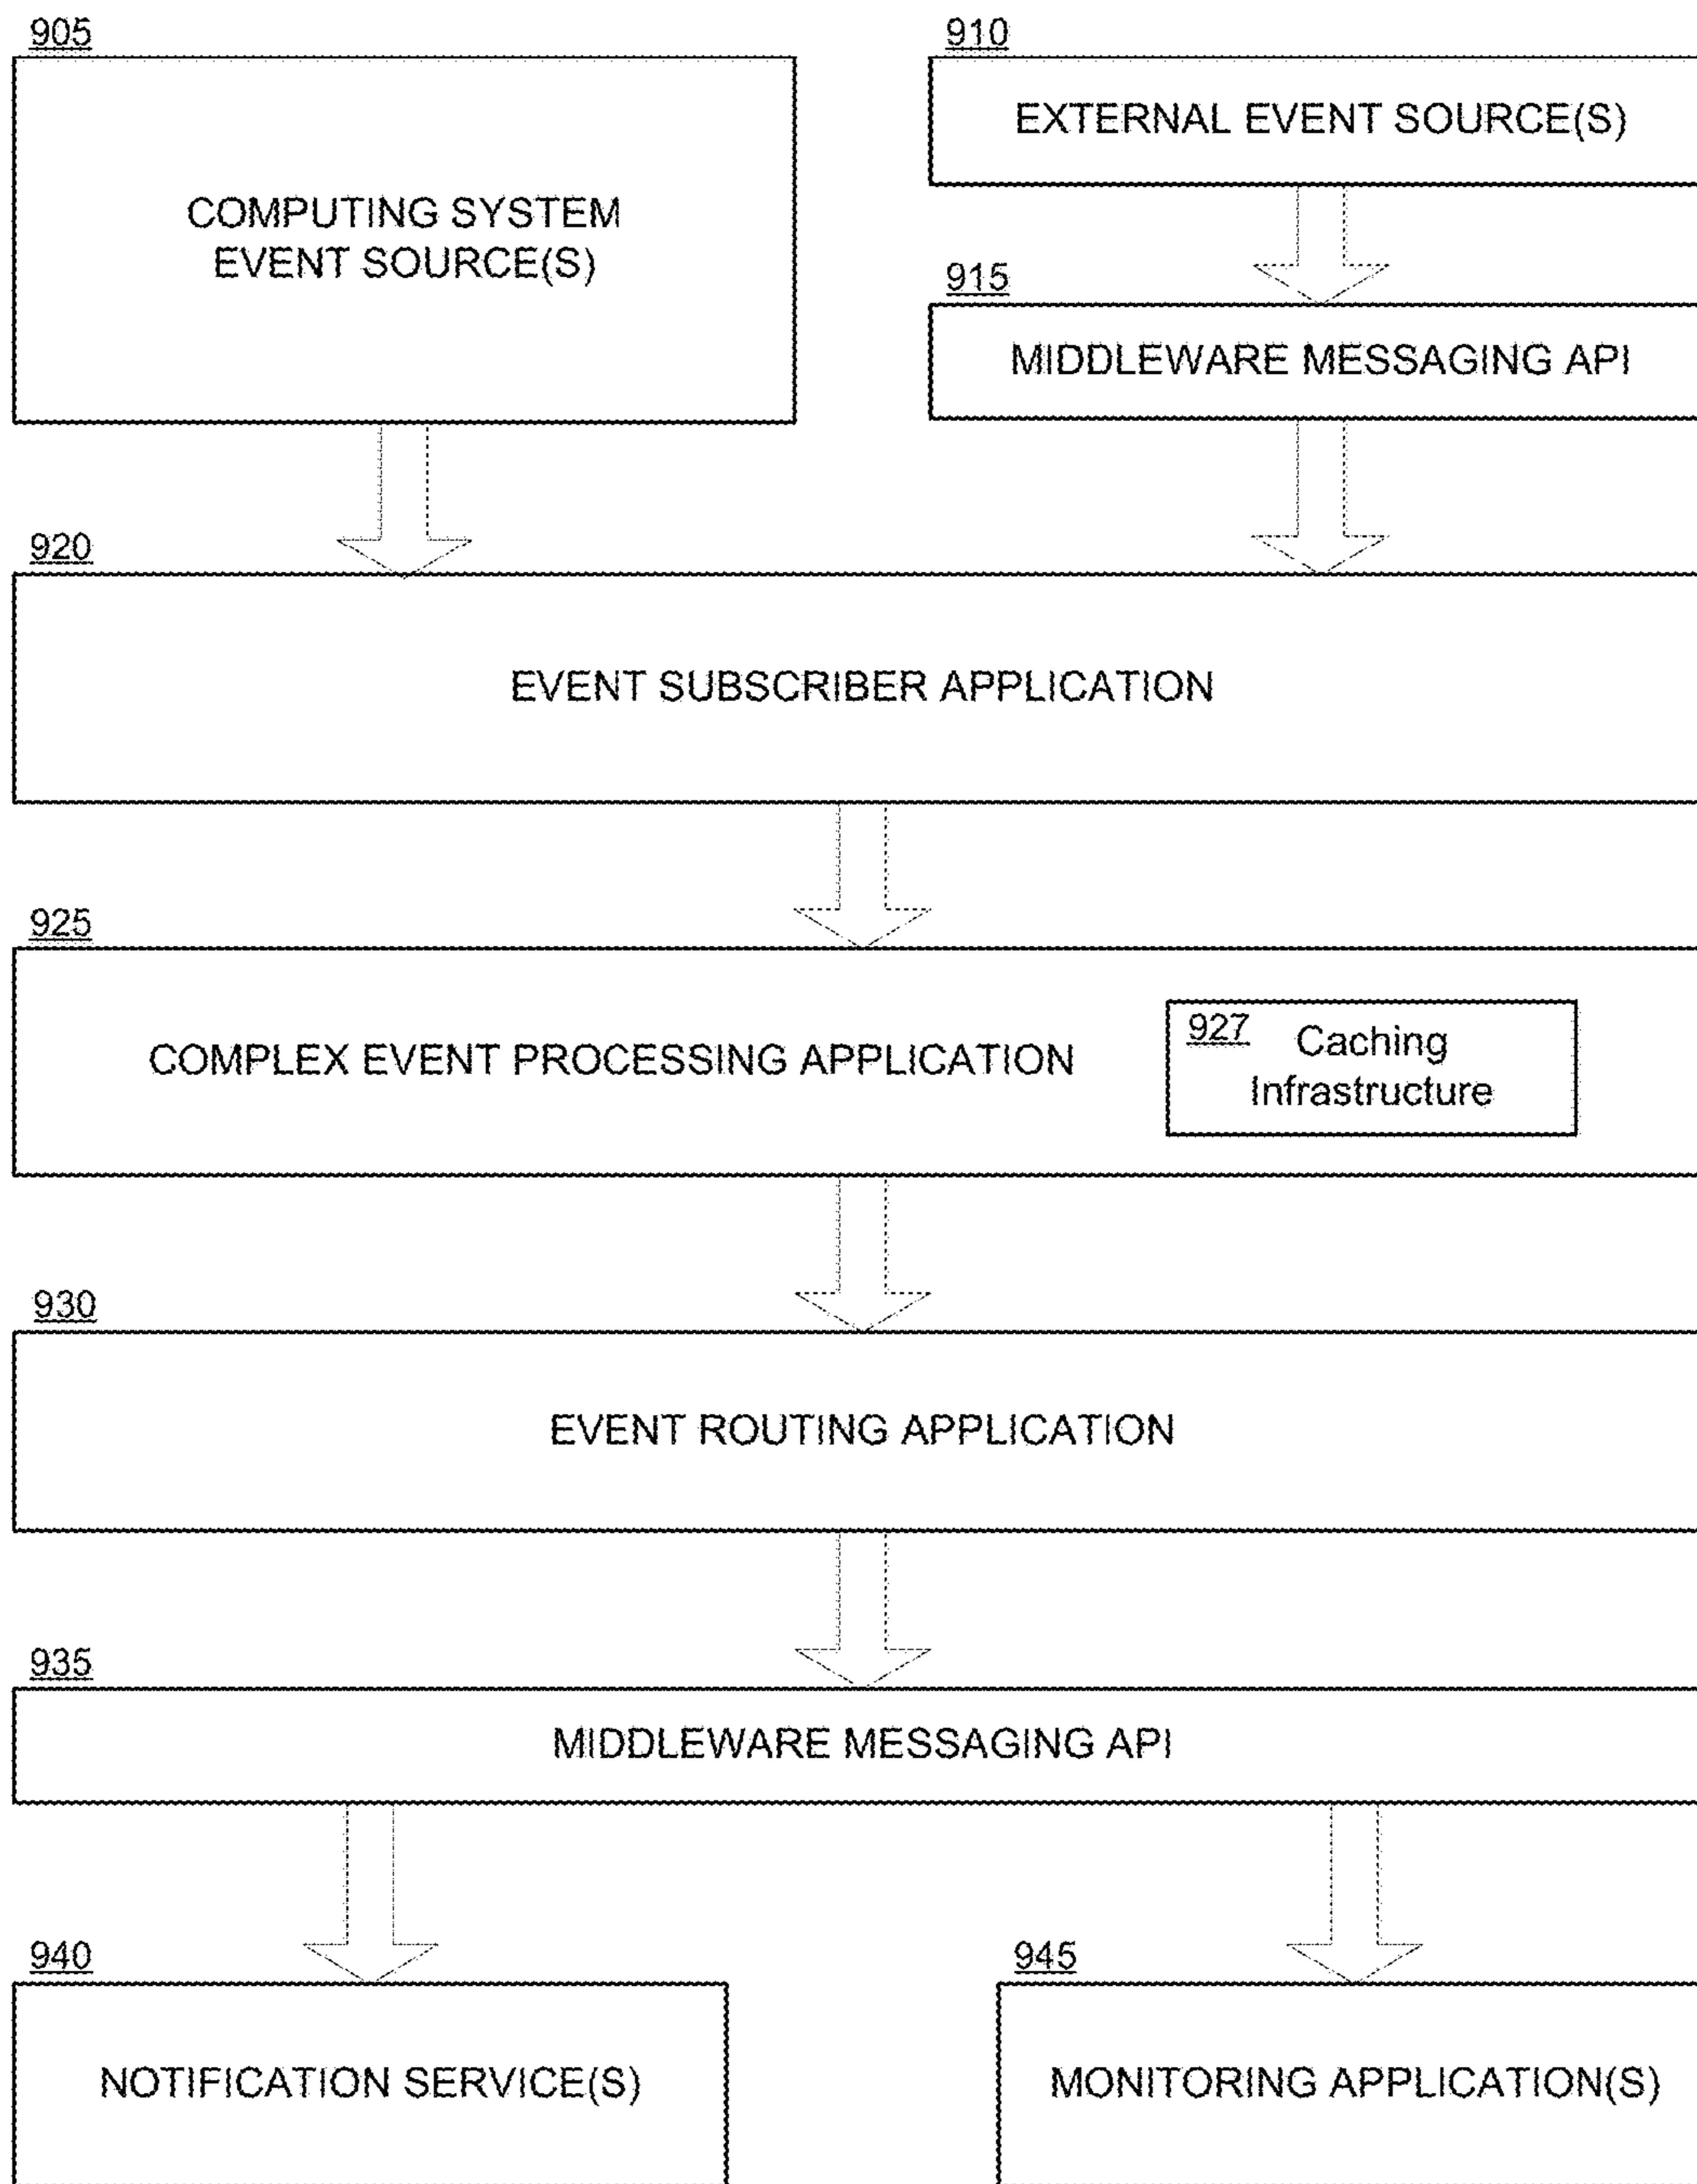 905
910
COMPUTING SYSTEM
EVENT SOURCE(S)
EXTERNAL EVENT SOURCE(S)
915
MIDDLEWARE MESSAGING API
920
EVENT SUBSCRIBER APPLICATION
925
COMPLEX EVENT PROCESSING APPLICATION
927 Caching
Infrastructure
930
EVENT ROUTING APPLICATION
935
MIDDLEWARE MESSAGING API
940
NOTIFICATION SERVICE(S)
945
MONITORING APPLICATION(S)